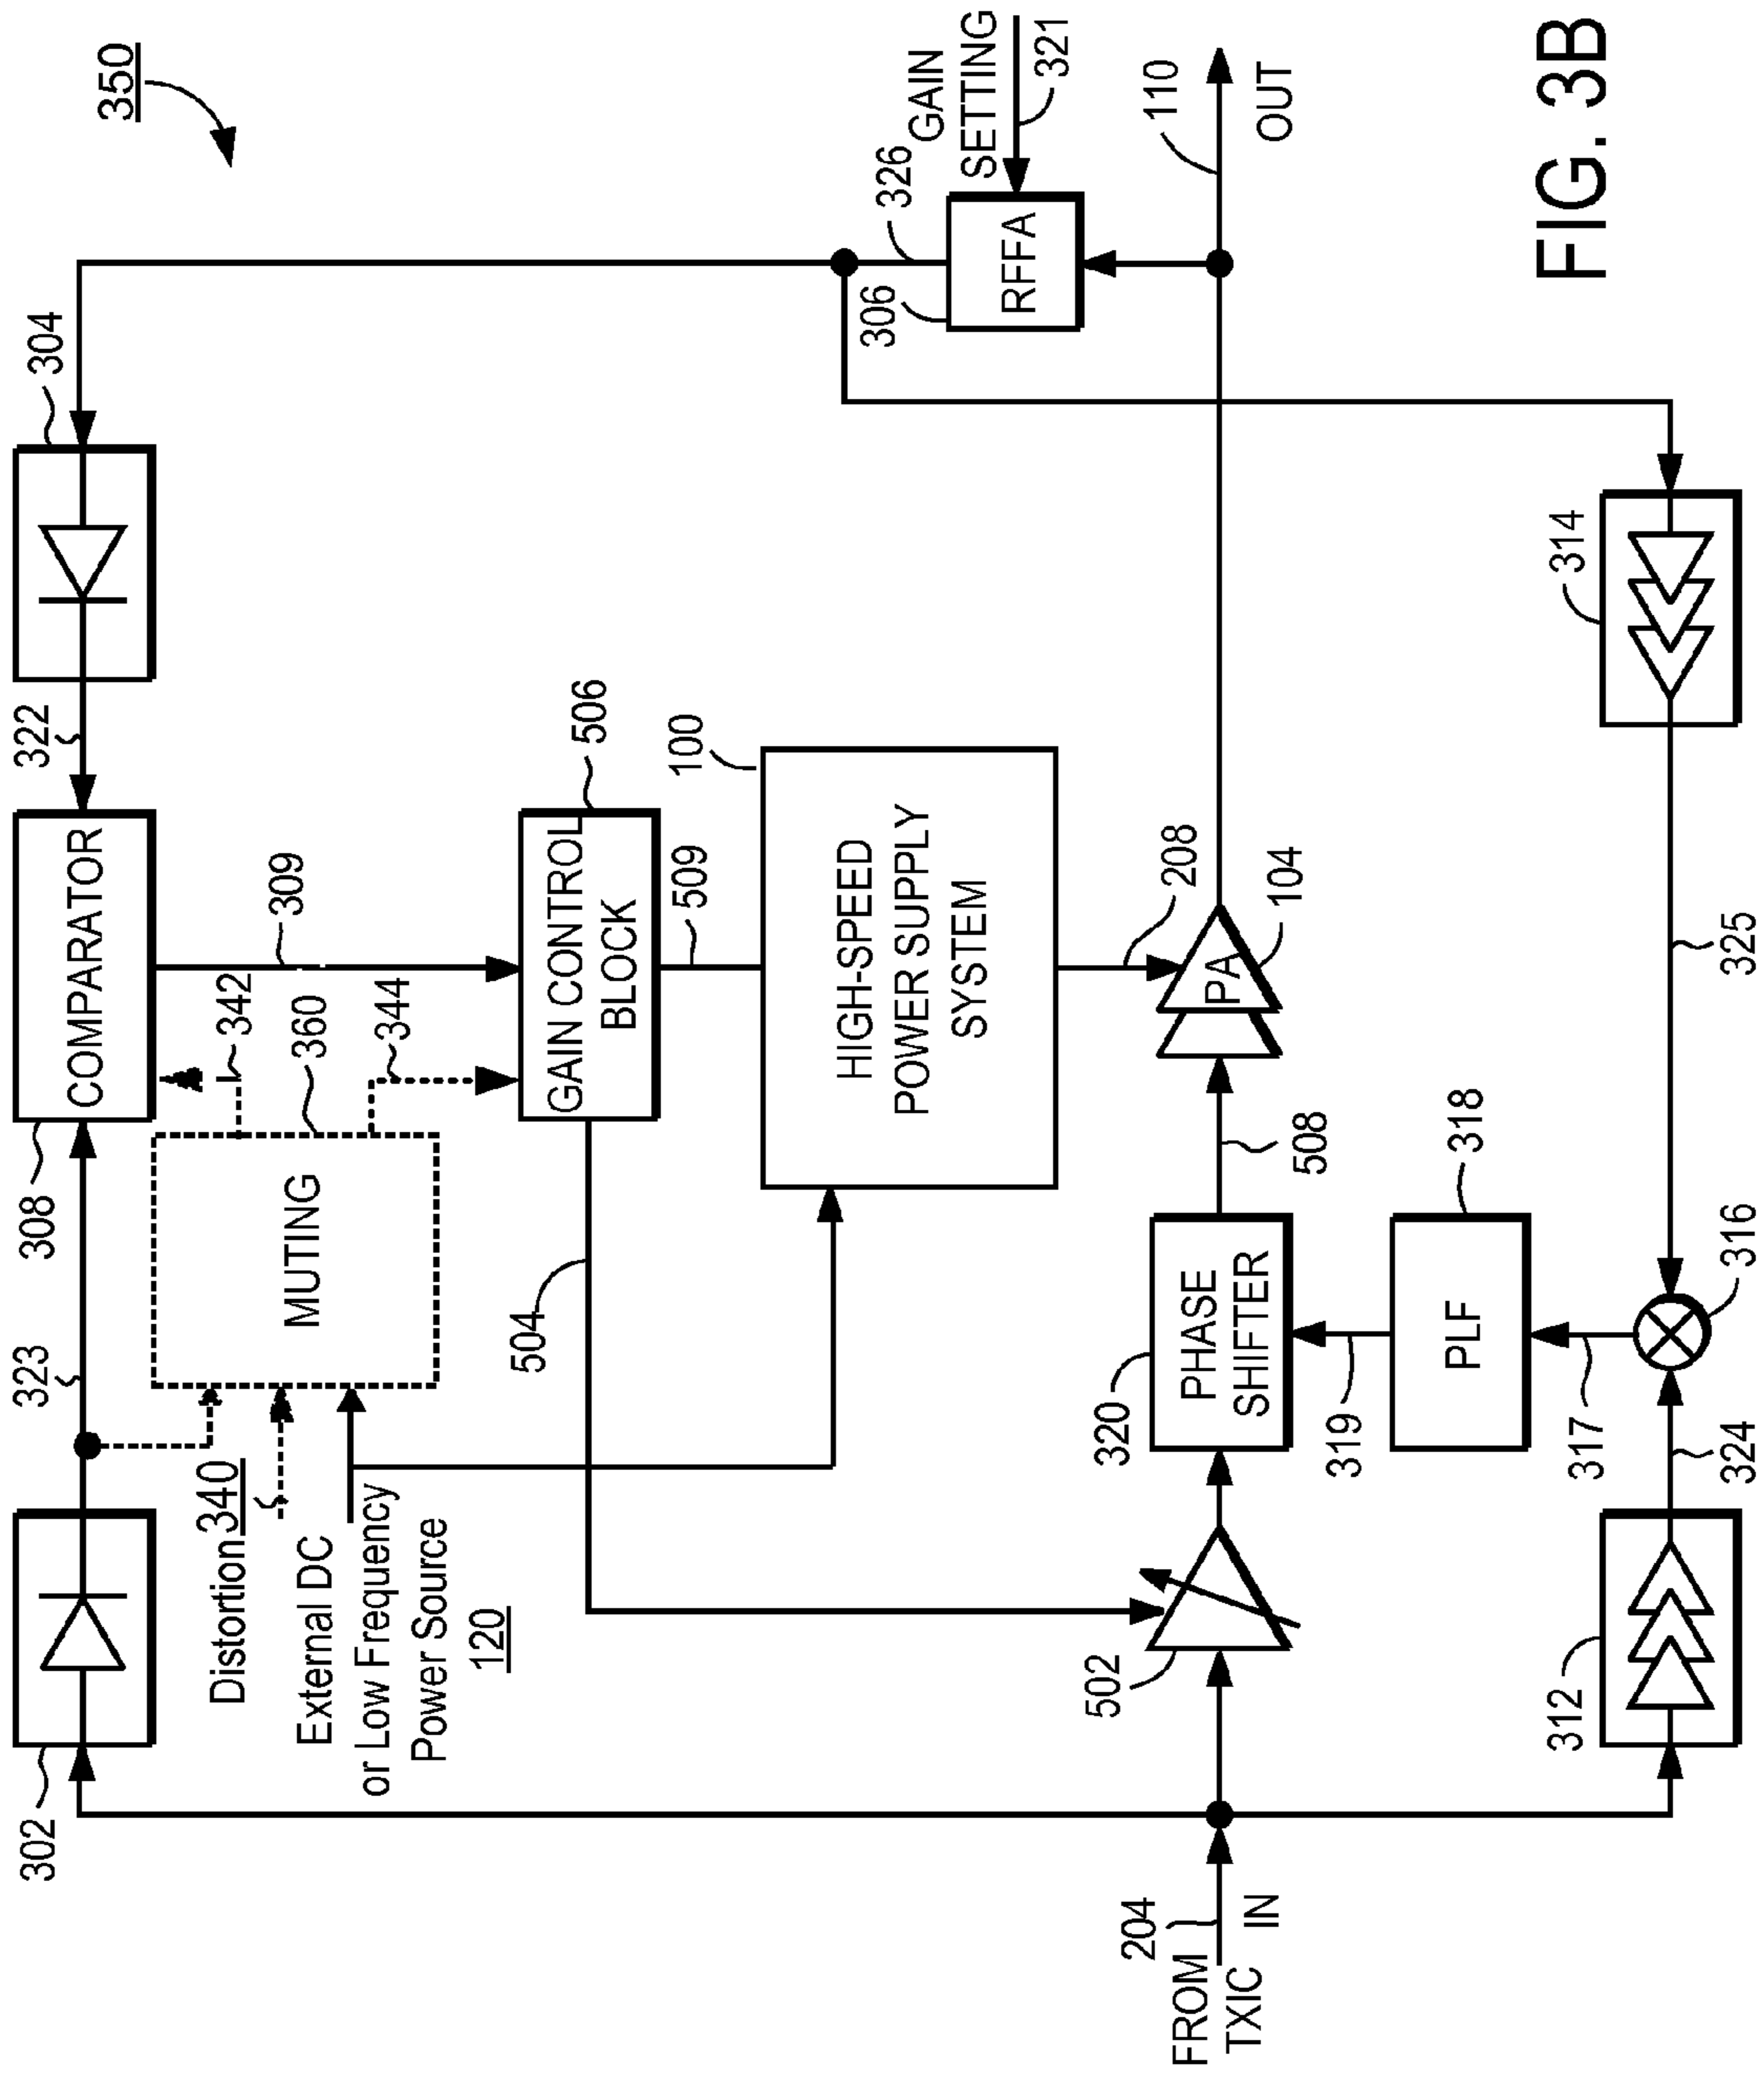 350
302
323
308
COMPARATOR
322
304
Distortion 340
External DC
or Low Frequency
Power Source
120
MUTING
342
360
344
309
504
GAIN CONTROL
BLOCK
506
509
100
HIGH-SPEED
POWER SUPPLY
SYSTEM
208
306
326
RFFA
GAIN
SETTING
321
204
FROM
TXIC
IN
502
320
PHASE
SHIFTER
508
PA
104
110
OUT
319
PLF
318
317
312
324
316
325
314
FIG. 3B